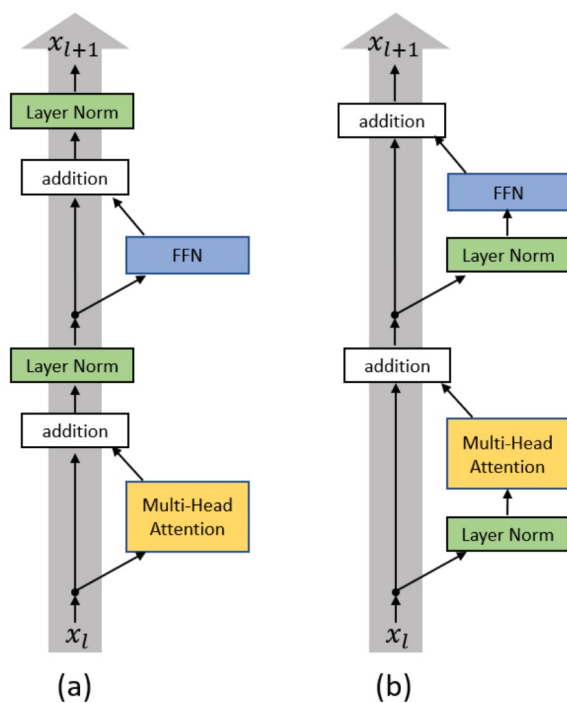 x_{l+1}
Layer Norm
addition
FFN
Layer Norm
addition
Multi-Head
Attention
x_l
(a)
x_{l+1}
addition
FFN
Layer Norm
addition
Multi-Head
Attention
Layer Norm
x_l
(b)